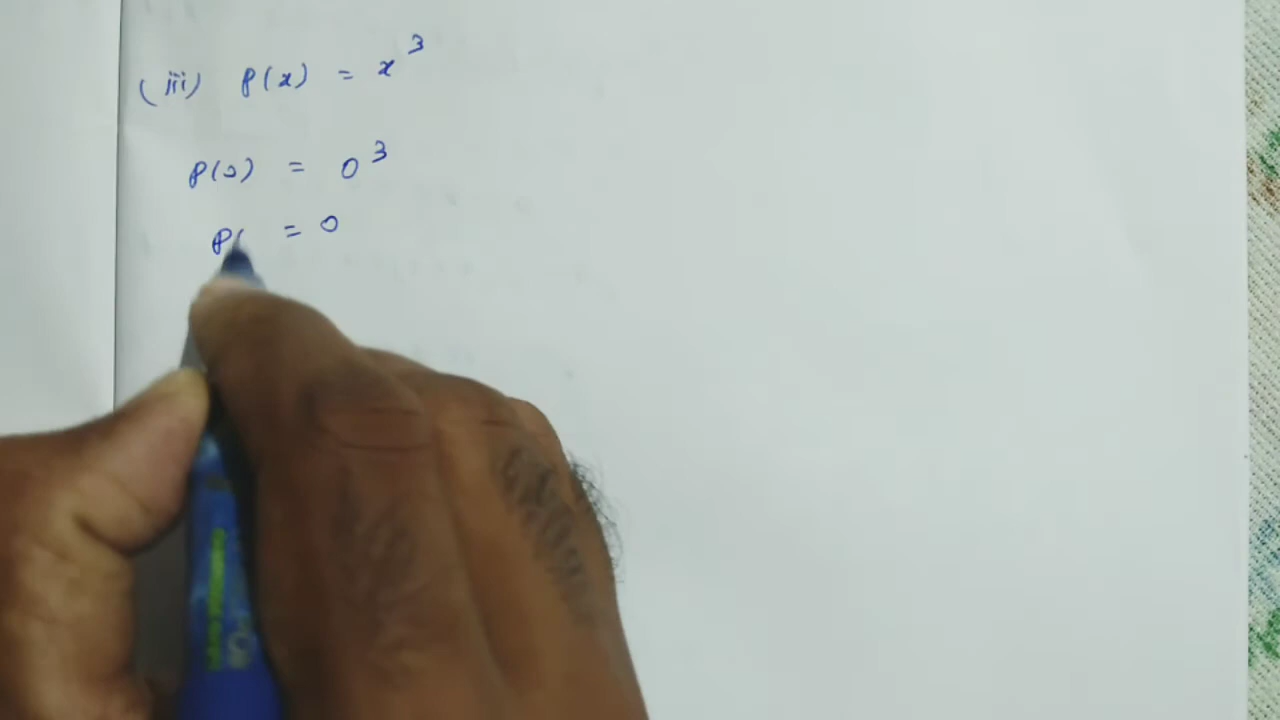 (iii) P(x) = x³
P(0) = 0³
P( = 0